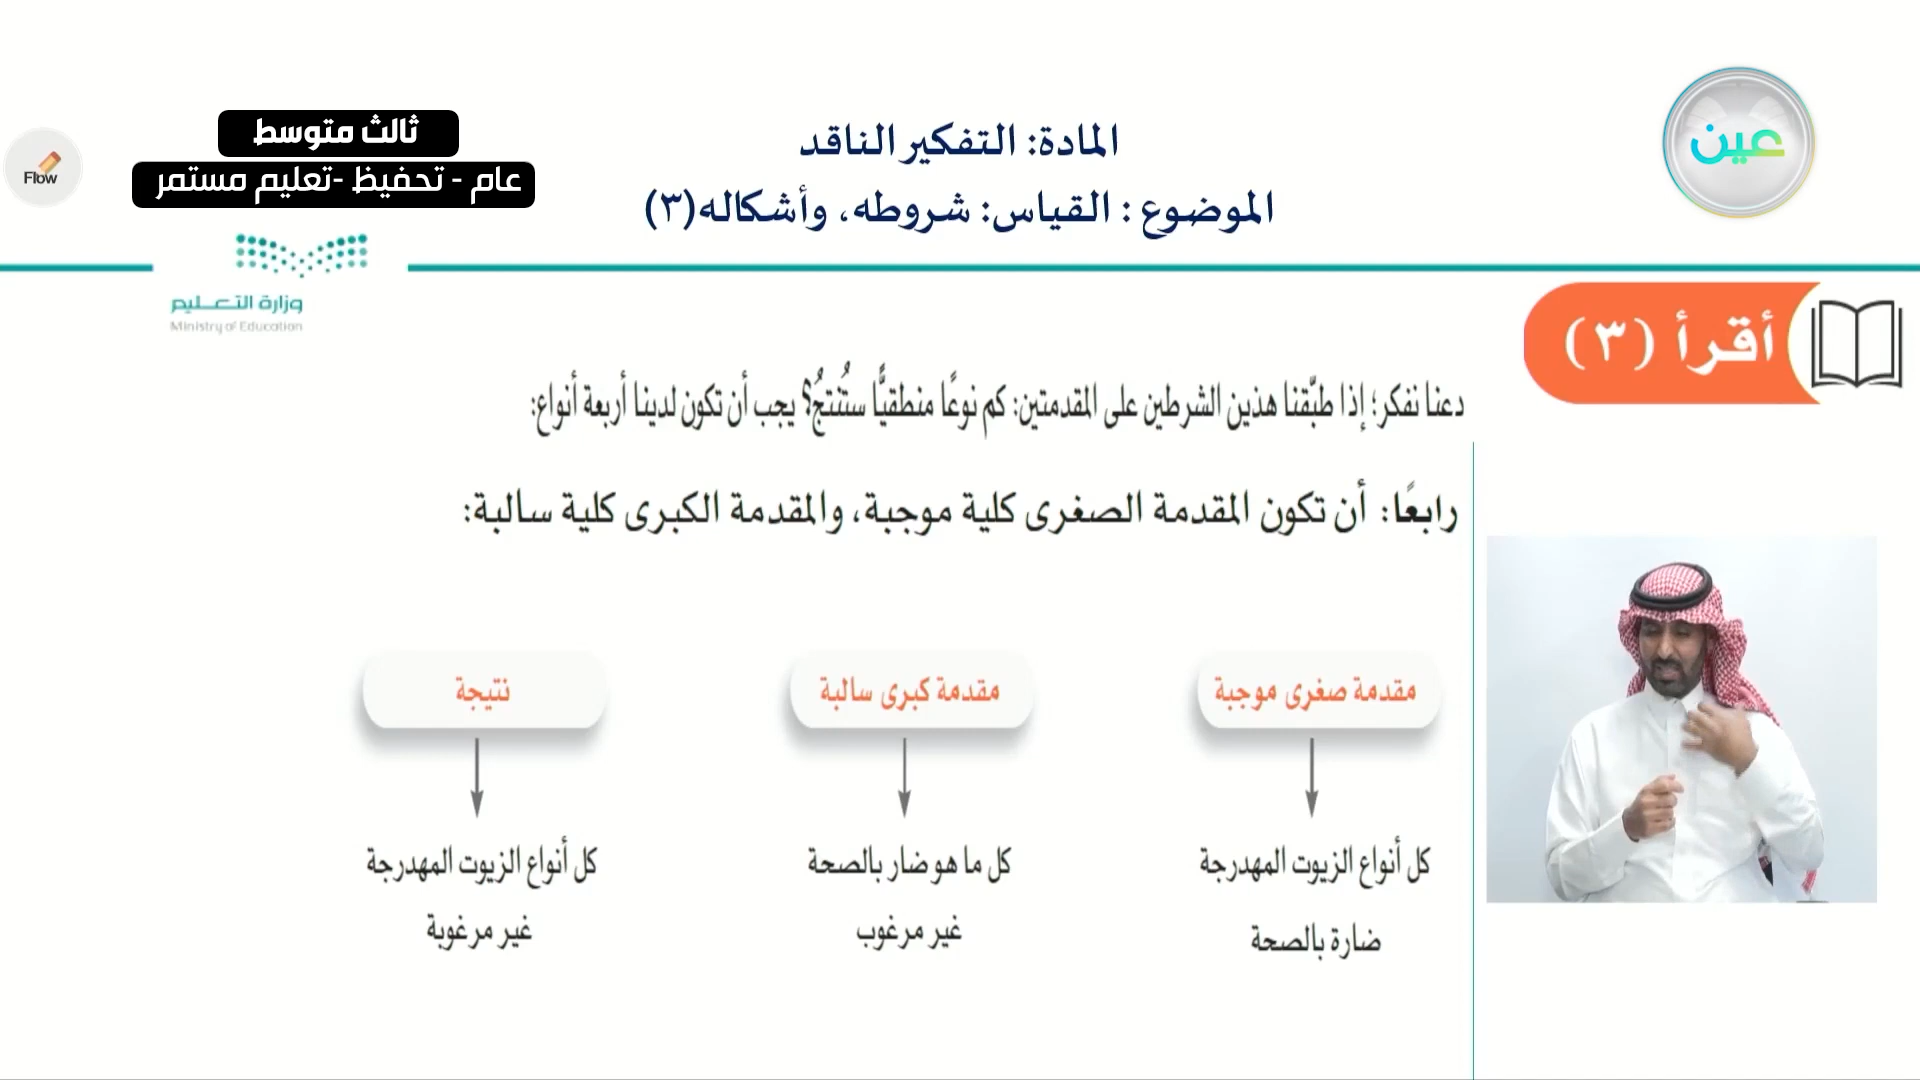 عين
المادة: التفكير الناقد
الموضوع : القياس: شروطه، وأشكاله(٣)
ثالث متوسط
عام - تحفيظ -تعليم مستمر
Flow
وزارة التعليم
Ministry of Education
أقرأ (٣)
دعنا نفكر؛ إذا طبَّقنا هذين الشرطين على المقدمتين: كم نوعًا منطقيًّا ستُنتجُ؟ يجب أن تكون لدينا أربعة أنواع:
رابعًا: أن تكون المقدمة الصغرى كلية موجبة، والمقدمة الكبرى كلية سالبة:
مقدمة صغرى موجبة
كل أنواع الزيوت المهدرجة
ضارة بالصحة
مقدمة كبرى سالبة
كل ما هو ضار بالصحة
غير مرغوب
نتيجة
كل أنواع الزيوت المهدرجة
غير مرغوبة